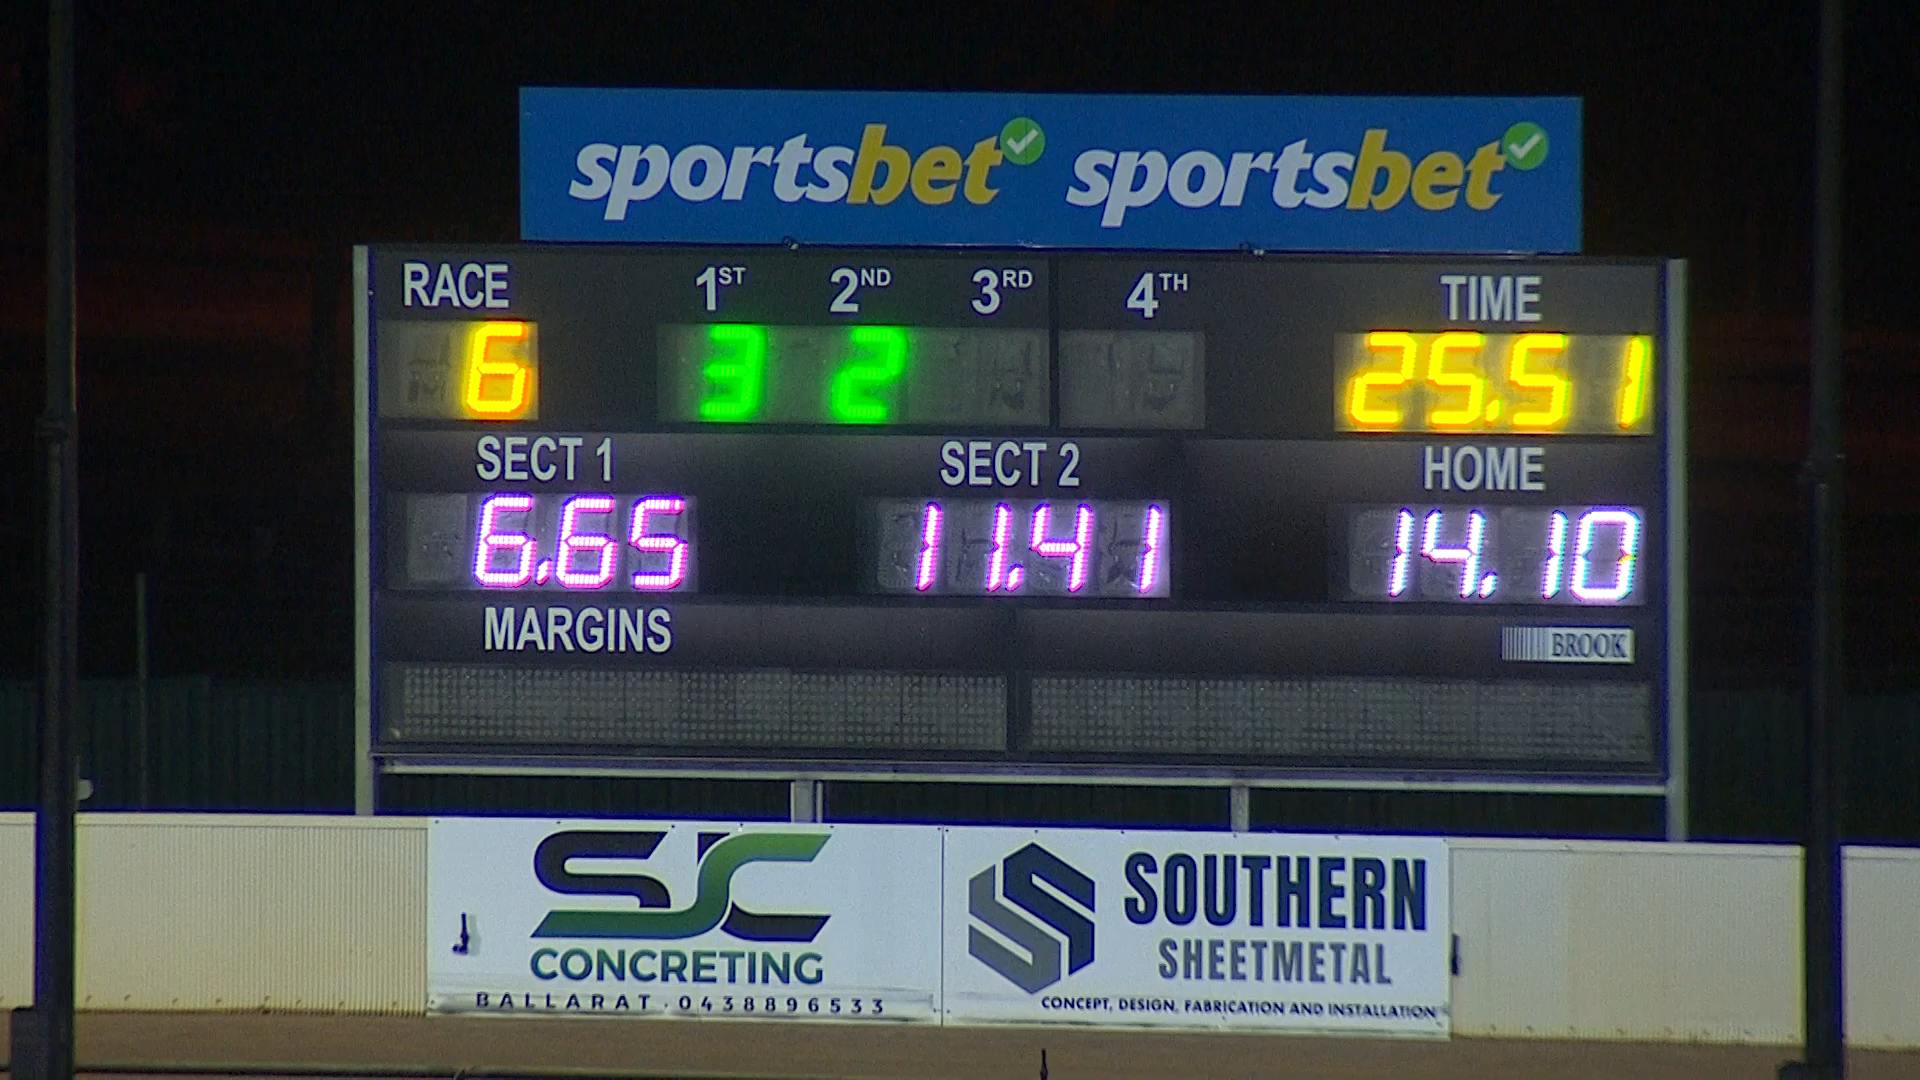 sportsbet sportsbet
RACE 1ST 2ND 3RD 4TH TIME
6 3 2 25.51
SECT 1 SECT 2 HOME
6.65 11.41 14.10
MARGINS BROOK
SJC
CONCRETING
BALLARAT . 0438896533
SOUTHERN
SHEETMETAL
CONCEPT, DESIGN, FABRICATION AND INSTALLATION